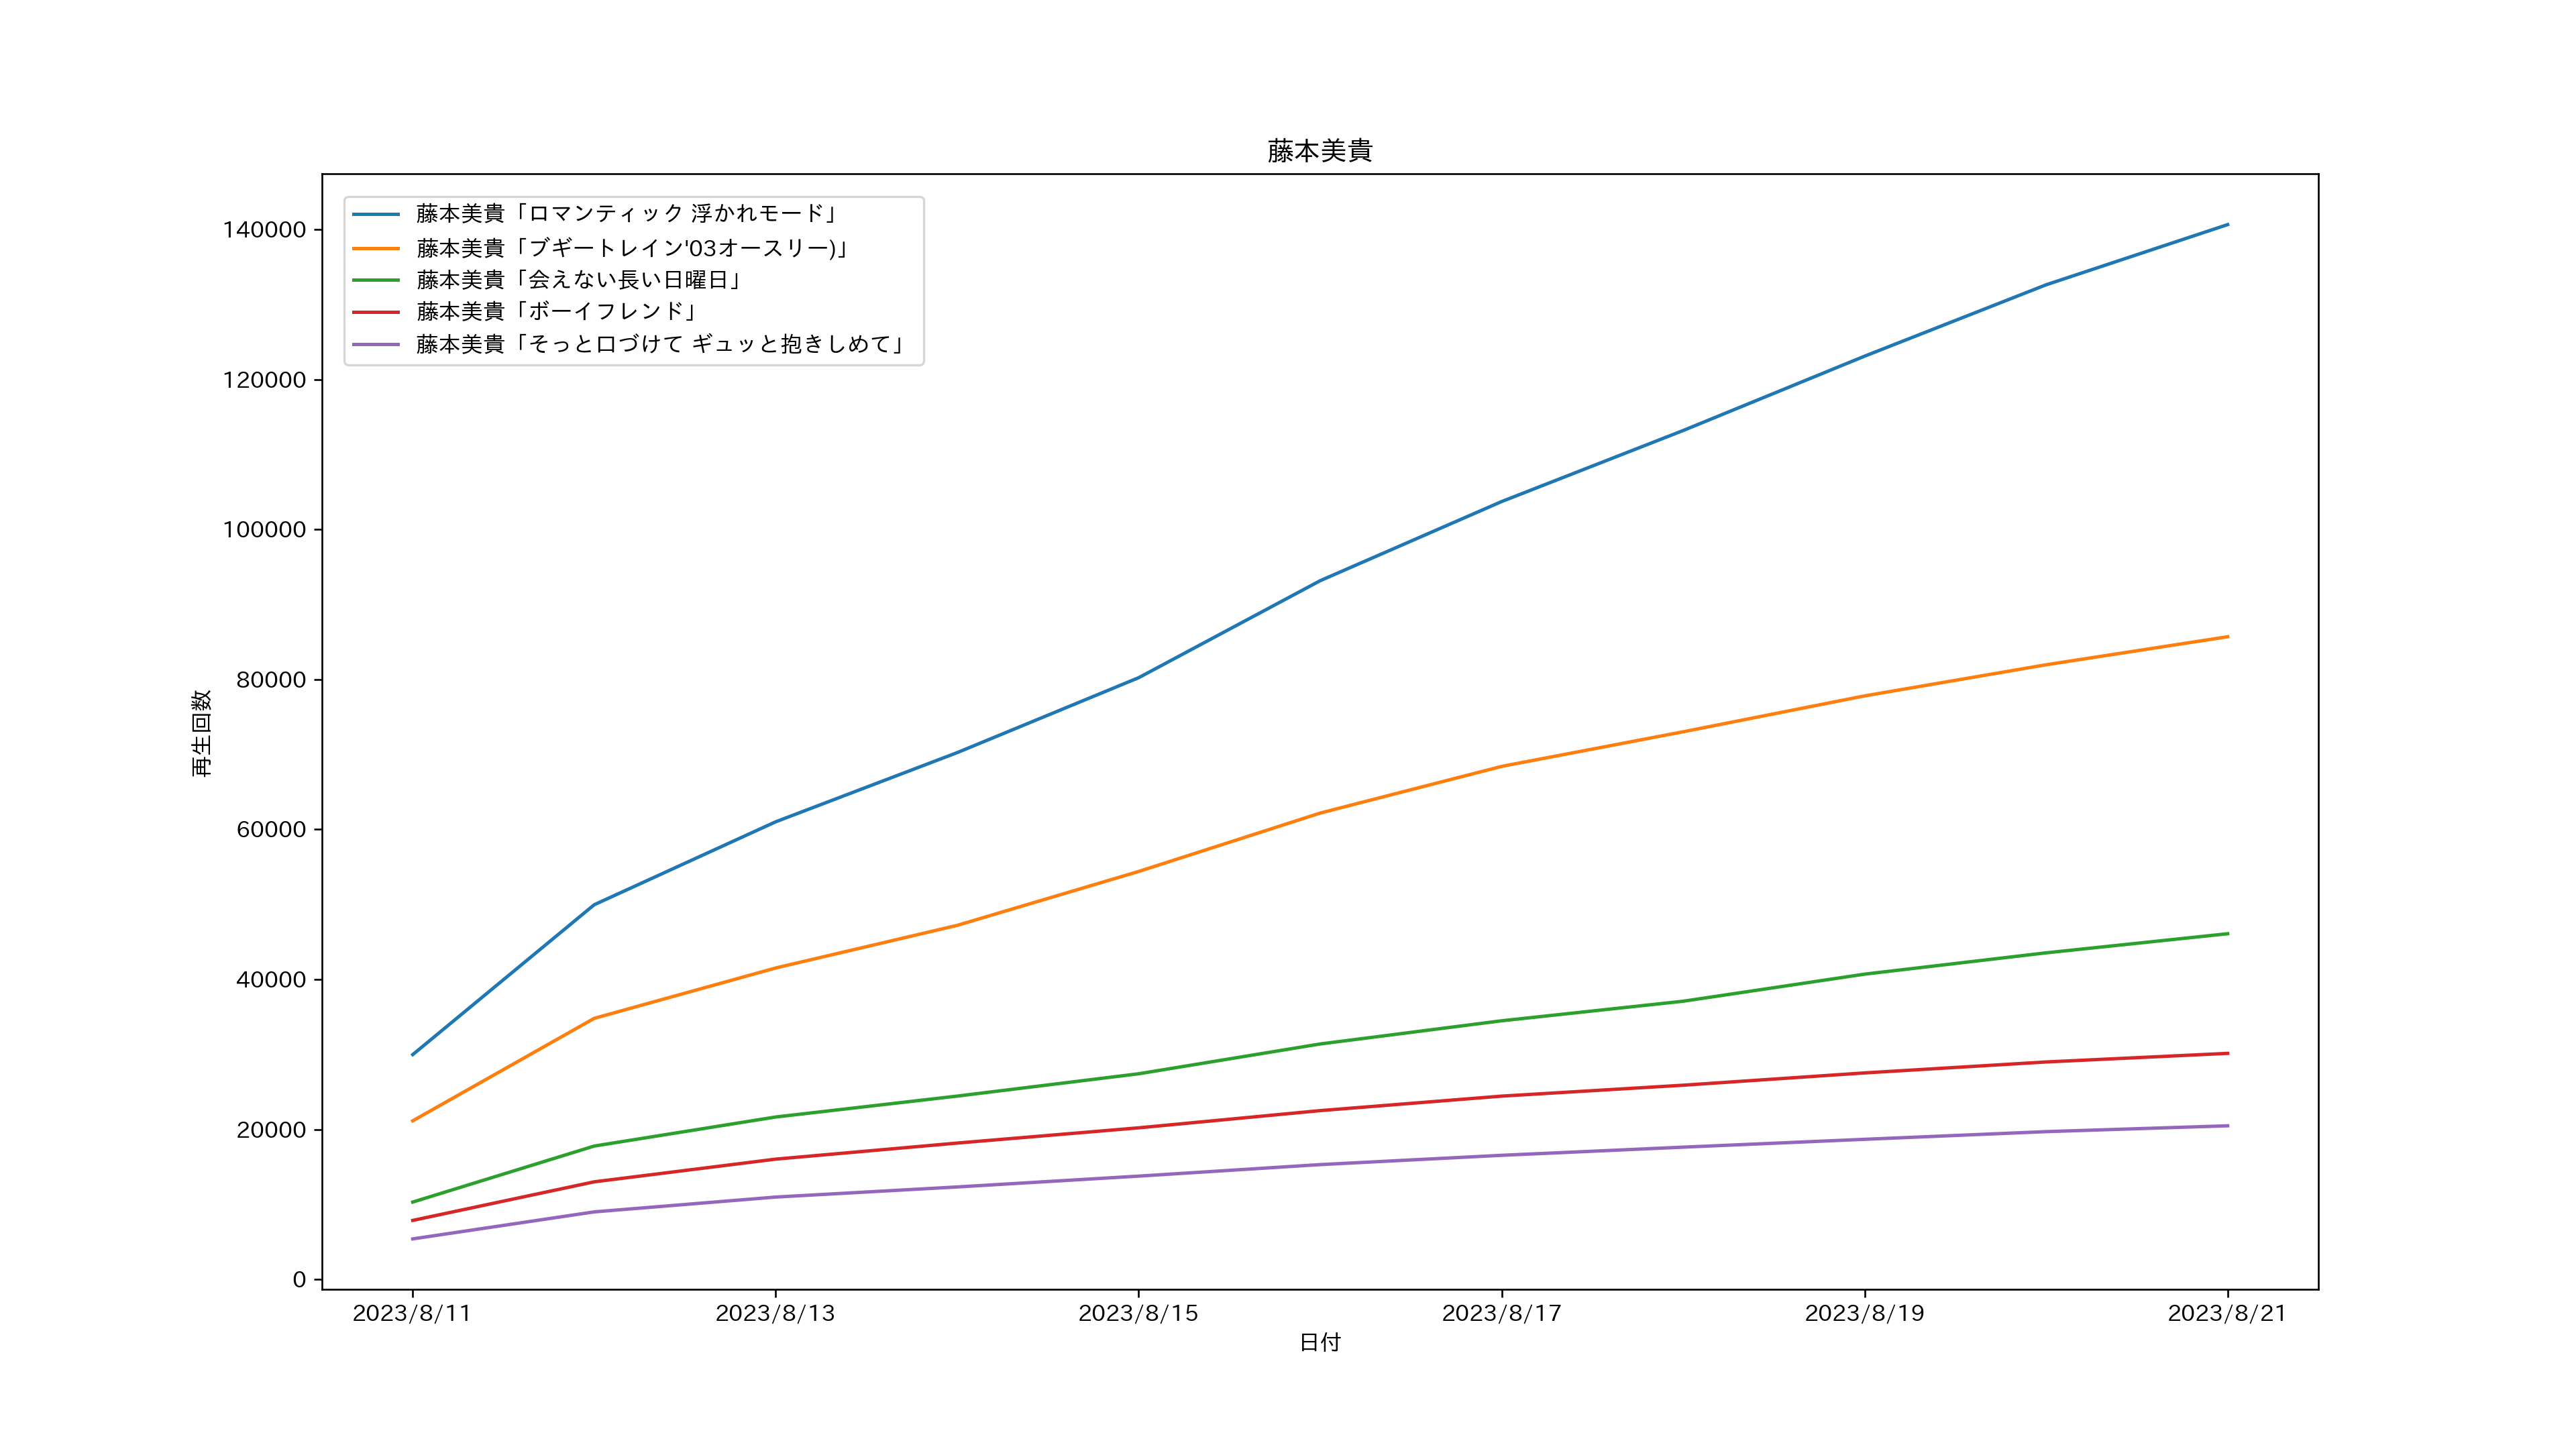 藤本美貴
藤本美貴「ロマンティック 浮かれモード」
藤本美貴「ブギートレイン'03オースリー)」
藤本美貴「会えない長い日曜日」
藤本美貴「ボーイフレンド」
藤本美貴「そっと口づけて ギュッと抱きしめて」
140000
120000
100000
80000
60000
40000
20000
0
再生回数
2023/8/11
2023/8/13
2023/8/15
2023/8/17
2023/8/19
2023/8/21
日付